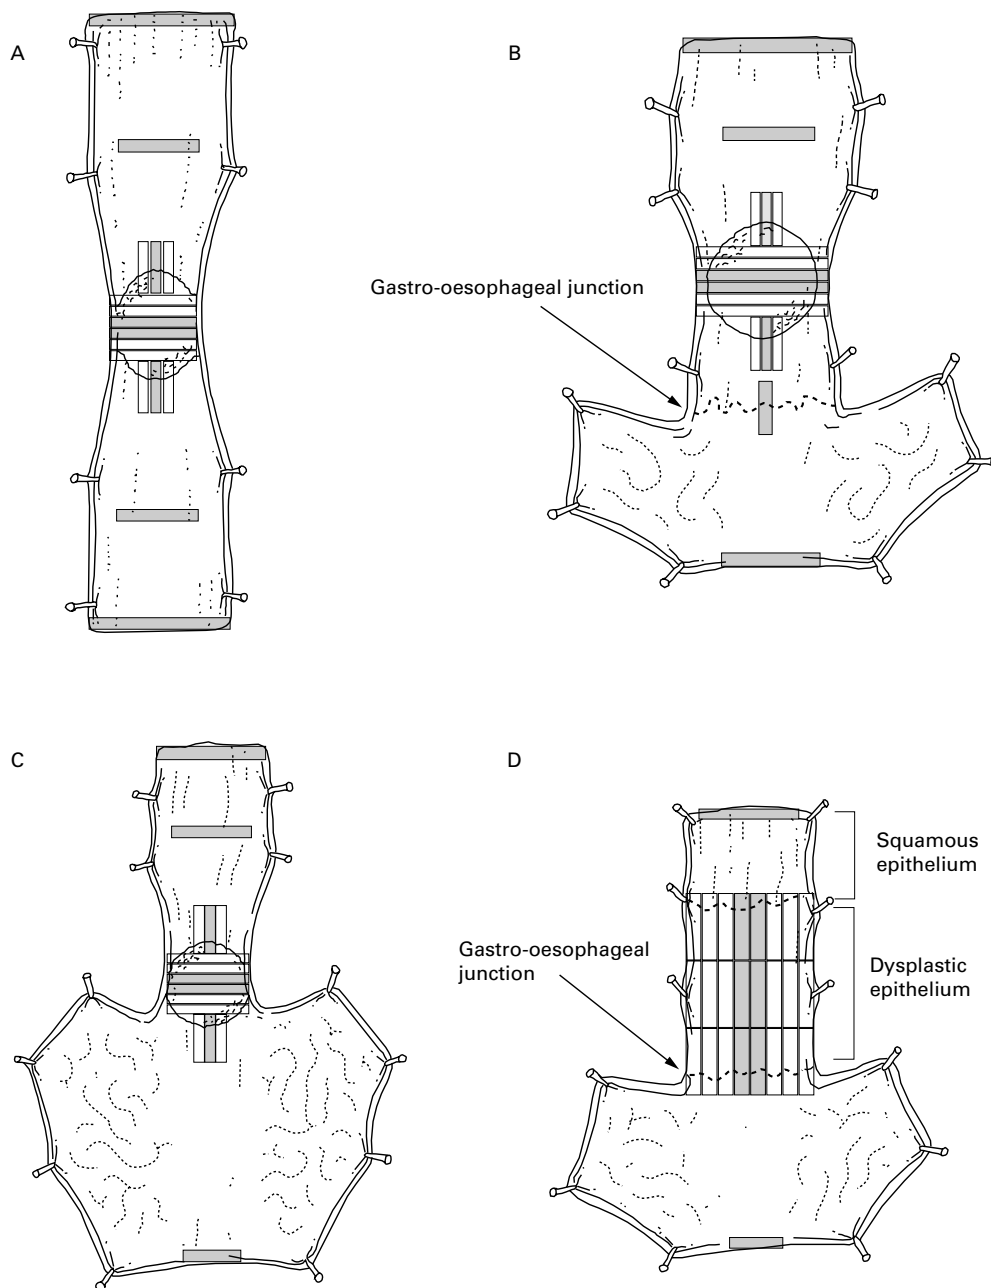 A
B
Gastro-oesophageal junction
C
D
Squamous
epithelium
Gastro-oesophageal
junction
Dysplastic
epithelium